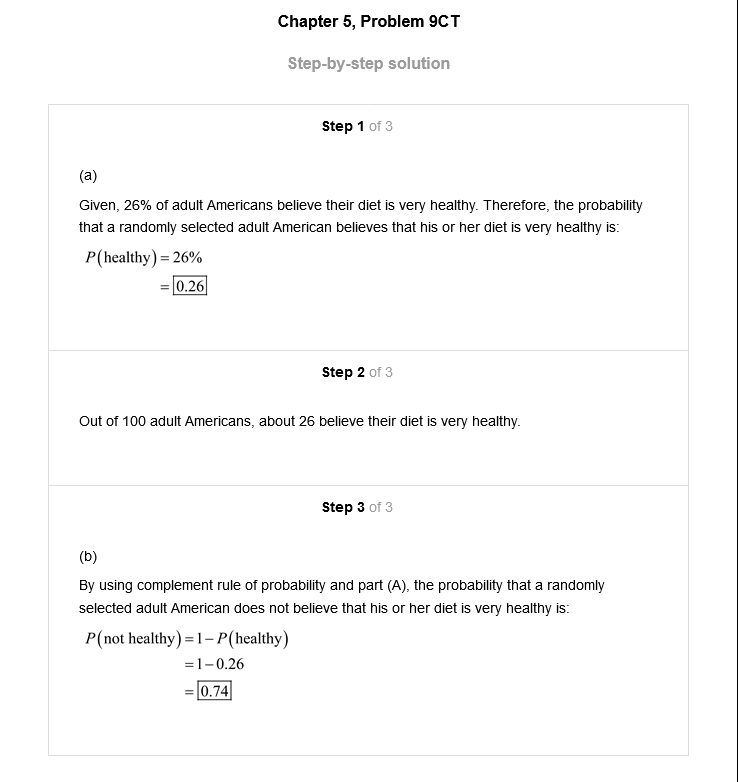 Chapter 5, Problem 9CT
Step-by-step solution
Step 1 of 3
(a)
Given, 26% of adult Americans believe their diet is very healthy. Therefore, the probability
that a randomly selected adult American believes that his or her diet is very healthy is:
P(healthy) = 26%
= 0.26
Step 2 of 3
Out of 100 adult Americans, about 26 believe their diet is very healthy.
Step 3 of 3
(b)
By using complement rule of probability and part (A), the probability that a randomly
selected adult American does not believe that his or her diet is very healthy is:
P(not healthy) = 1 − P(healthy)
= 1 − 0.26
= 0.74